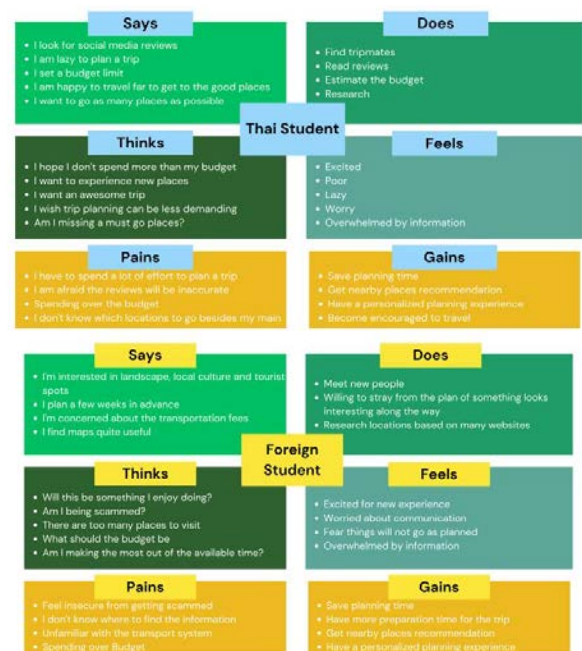 Says
• I look for social media reviews
• I am lazy to plan a trip
• I set a budget limit
• I am happy to travel far to get to the good places
• I want to go as many places as possible
Does
• Find tripmates
• Read reviews
• Estimate the budget
• Research
Thai Student
Thinks
• I hope I don't spend more than my budget
• I want to experience new places
• I want an awesome trip
• I wish trip planning can be less demanding
• Am I missing a must go places?
Feels
• Excited
• Poor
• Lazy
• Worry
• Overwhelmed by information
Pains
• I have to spend a lot of effort to plan a trip
• I am afraid the reviews will be inaccurate
• Spending over the budget
• I don't know which locations to go besides my main
Gains
• Save planning time
• Get nearby places recommendation
• Have a personalized planning experience
• Become encouraged to travel
Says
• I'm interested in landscape, local culture and tourist
spots
• I plan a few weeks in advance
• I'm concerned about the transportation fees
• I find maps quite useful
Does
• Meet new people
• Willing to stray from the plan of something looks
interesting along the way
• Research locations based on many websites
Foreign
Student
Thinks
• Will this be something I enjoy doing?
• Am I being scammed?
• There are too many places to visit
• What should the budget be
• Am I making the most out of the available time?
Feels
• Excited for new experience
• Worried about communication
• Fear things will not go as planned
• Overwhelmed by information
Pains
• Feel insecure from getting scammed
• I don't know where to find the information
• Unfamiliar with the transport system
• Spending over Budget
Gains
• Save planning time
• Have more preparation time for the trip
• Get nearby places recommendation
• Have a personalized planning experience